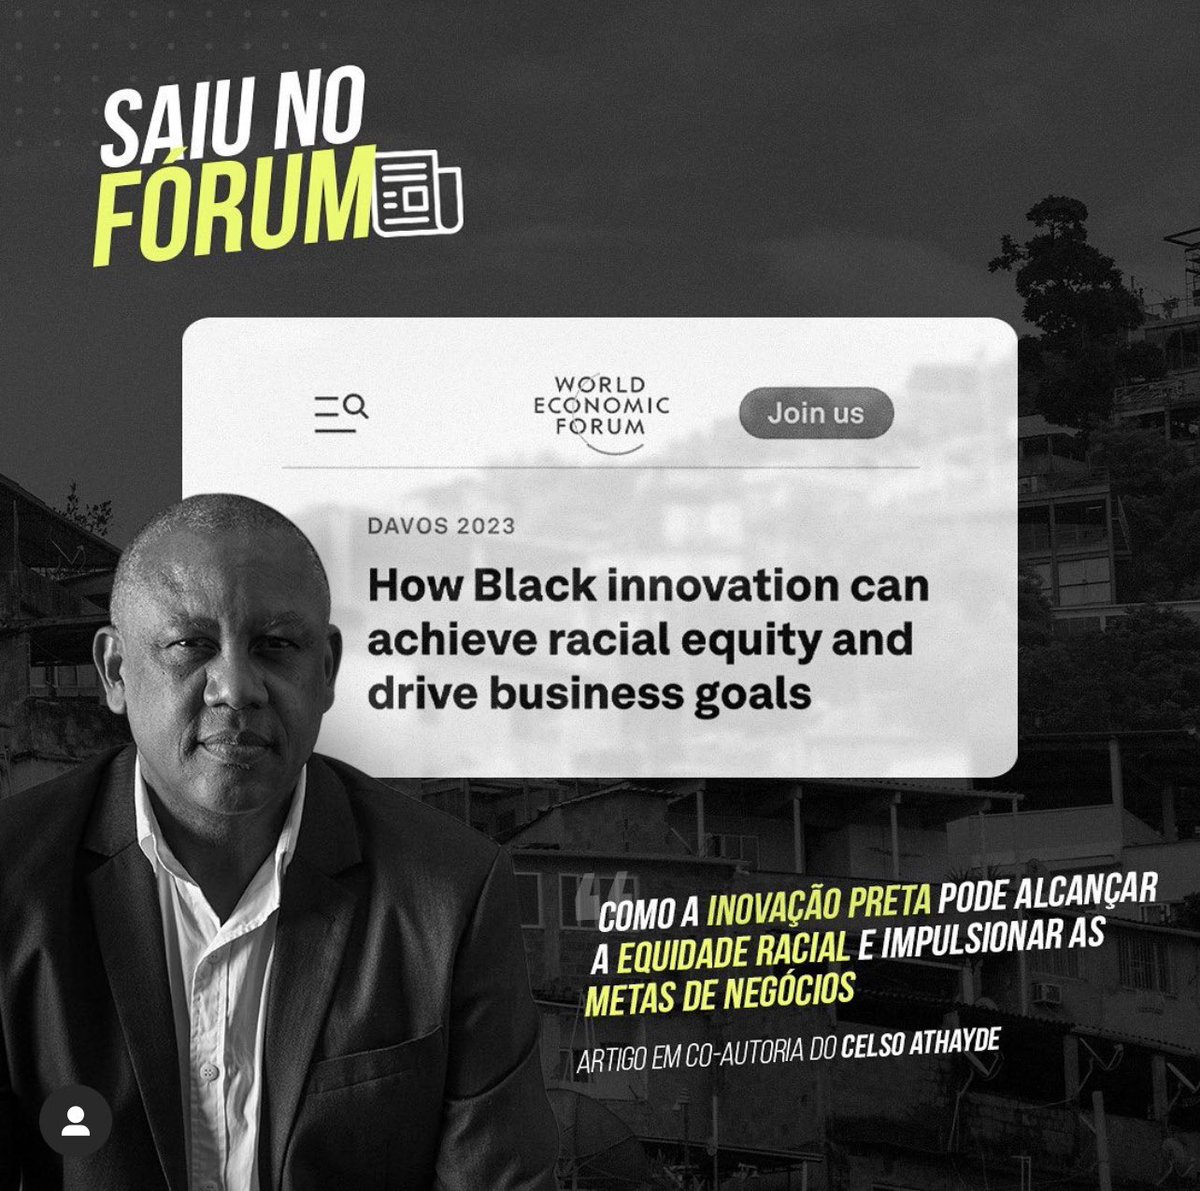 SAIU NO
FÓRUM
WORLD
ECONOMIC
FORUM
Join us
DAVOS 2023
How Black innovation can
achieve racial equity and
drive business goals
“COMO A INOVAÇÃO PRETA PODE ALCANÇAR
A EQUIDADE RACIAL E IMPULSIONAR AS
METAS DE NEGÓCIOS
ARTIGO EM CO-AUTORIA DO CELSO ATHAYDE